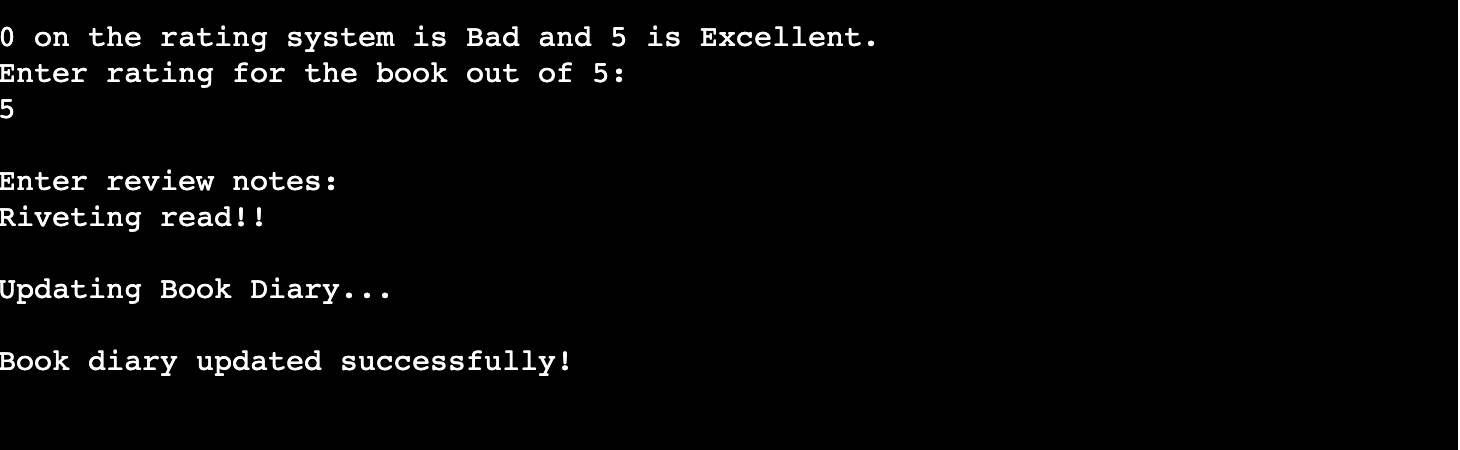 0 on the rating system is Bad and 5 is Excellent.
Enter rating for the book out of 5:
5
Enter review notes:
Riveting read!!
Updating Book Diary...
Book diary updated successfully!